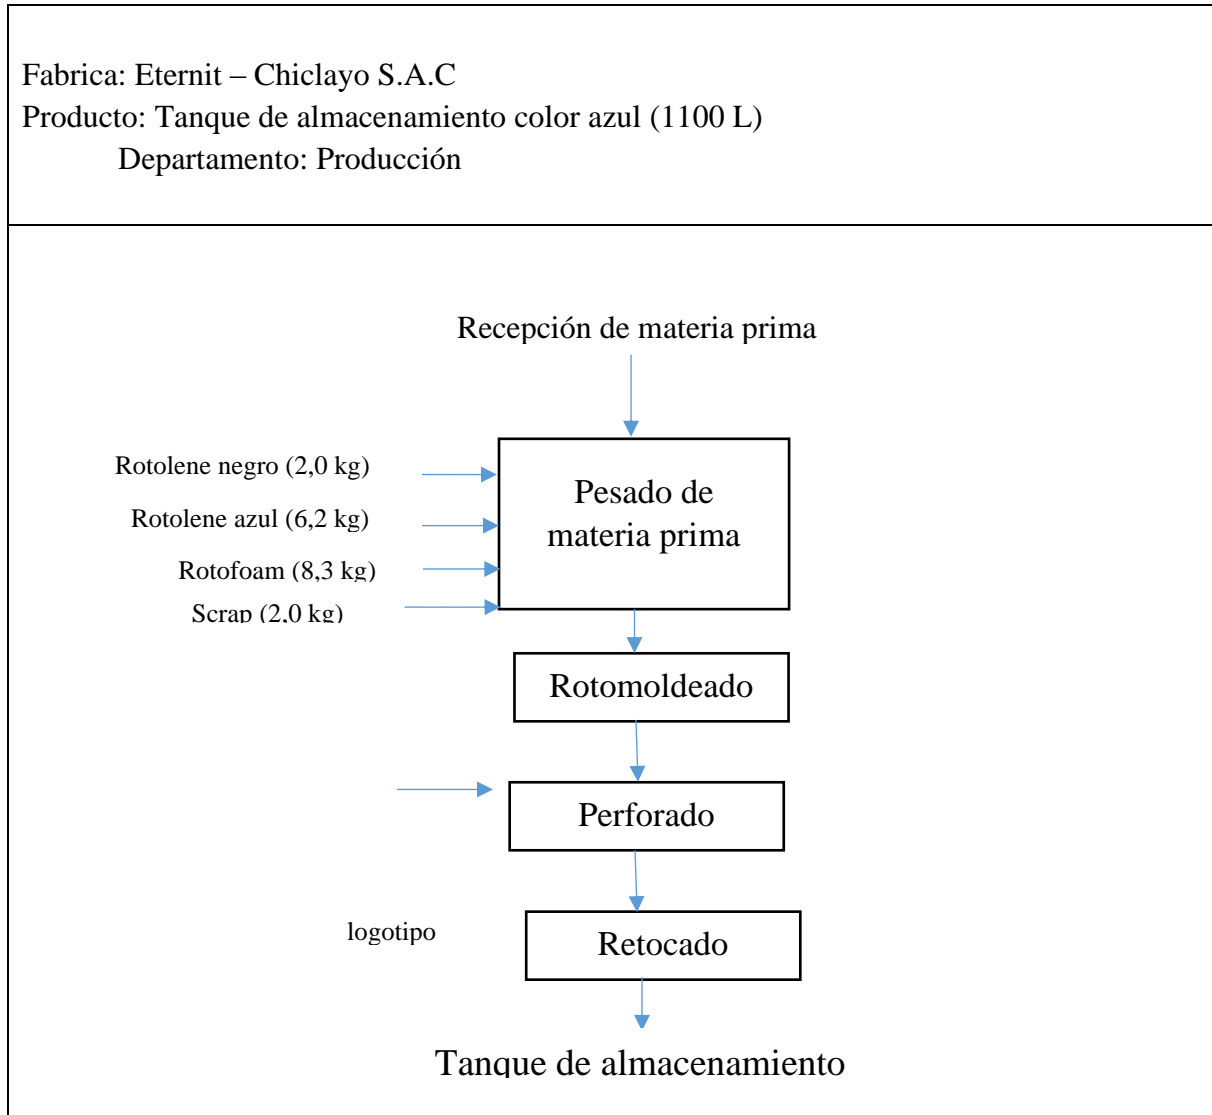 Fabrica: Eternit – Chiclayo S.A.C
Producto: Tanque de almacenamiento color azul (1100 L)
Departamento: Producción
Recepción de materia prima
Rotolene negro (2,0 kg)
Rotolene azul (6,2 kg)
Rotofoam (8,3 kg)
Scrap (2,0 kg)
Pesado de
materia prima
Rotomoldeado
Perforado
logotipo
Retocado
Tanque de almacenamiento